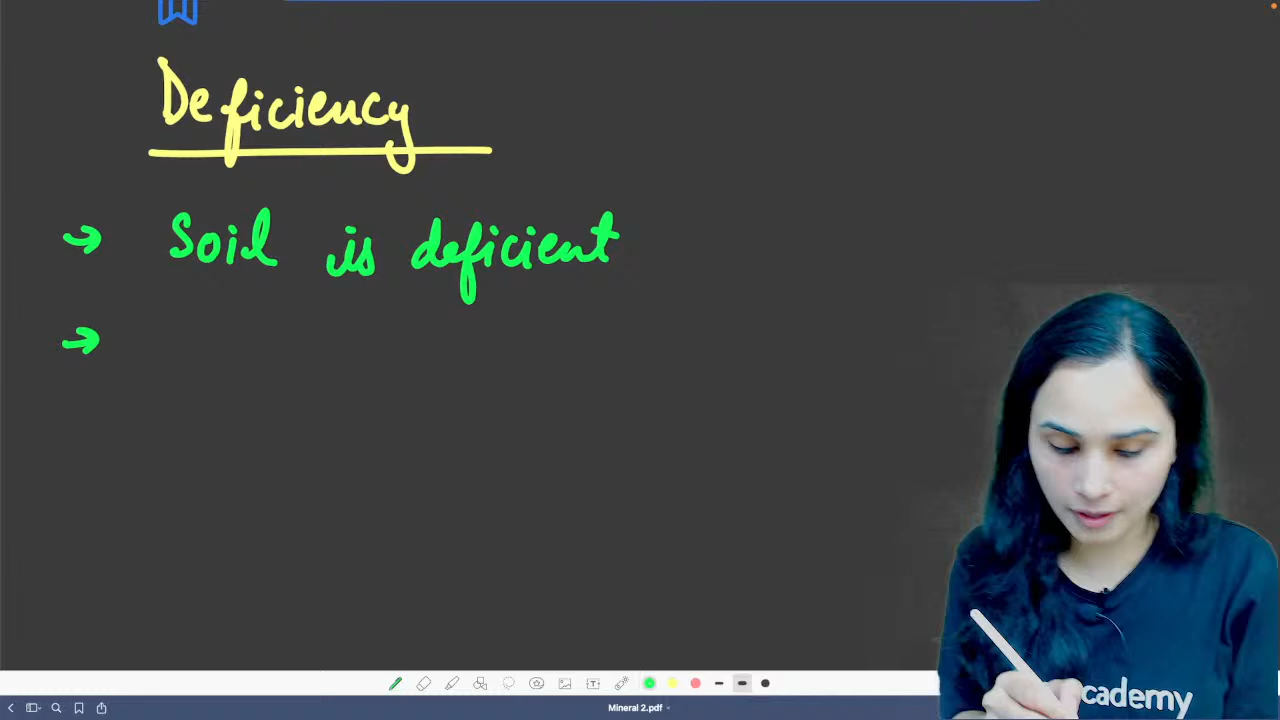 Deficiency
→ Soil is deficient
→
cademy
Mineral 2.pdf